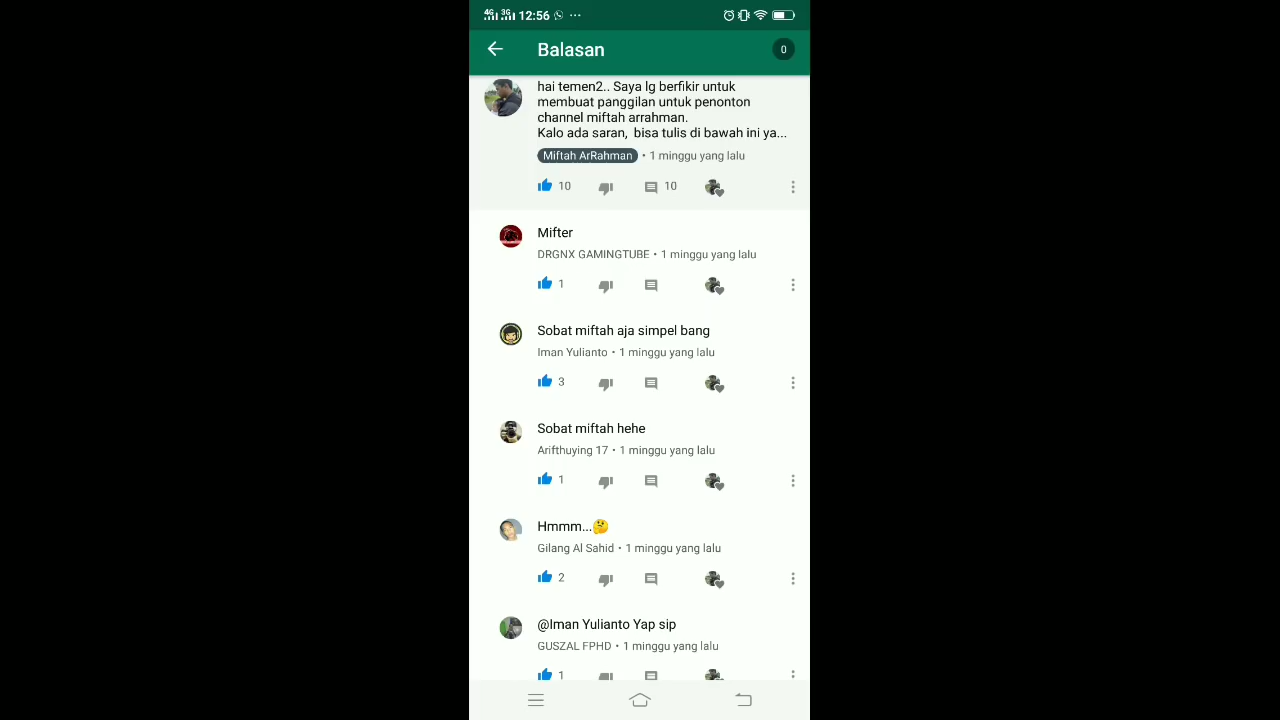 4G 3G 12:56 ...
Balasan
0
hai temen2.. Saya lg berfikir untuk
membuat panggilan untuk penonton
channel miftah arrahman.
Kalo ada saran,  bisa tulis di bawah ini ya...
Miftah ArRahman • 1 minggu yang lalu
10 10
Mifter
DRGNX GAMINGTUBE • 1 minggu yang lalu
1
Sobat miftah aja simpel bang
Iman Yulianto • 1 minggu yang lalu
3
Sobat miftah hehe
Arifthuying 17 • 1 minggu yang lalu
1
Hmmm...🤔
Gilang Al Sahid • 1 minggu yang lalu
2
@Iman Yulianto Yap sip
GUSZAL FPHD • 1 minggu yang lalu
1